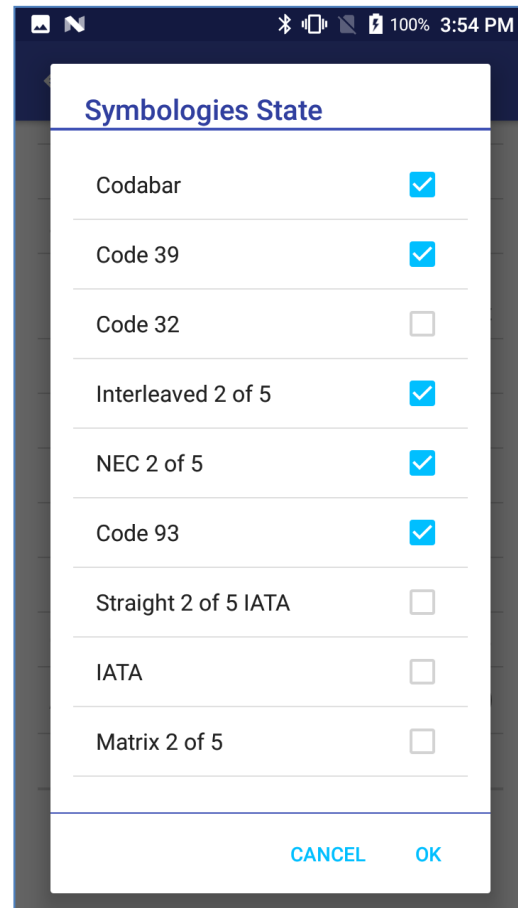 100% 3:54 PM
Symbologies State
Codabar
Code 39
Code 32
Interleaved 2 of 5
NEC 2 of 5
Code 93
Straight 2 of 5 IATA
IATA
Matrix 2 of 5
CANCEL OK